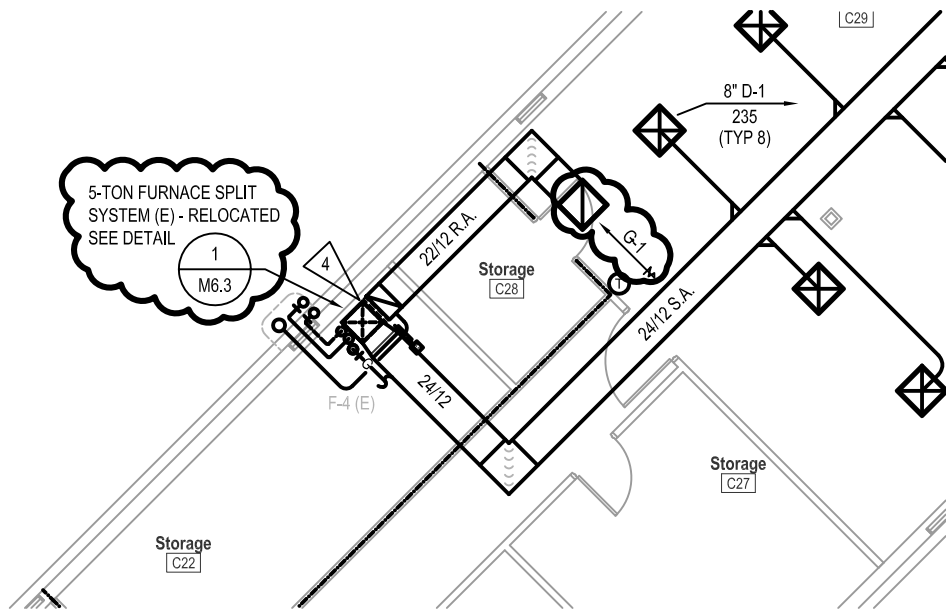 C29
8" D-1
235
(TYP 8)
5-TON FURNACE SPLIT
SYSTEM (E) - RELOCATED
SEE DETAIL
1
M6.3
4
22/12 R.A.
G-1
Storage
C28
T
24/12 S.A.
24/12
F-4 (E)
G
Storage
C27
Storage
C22